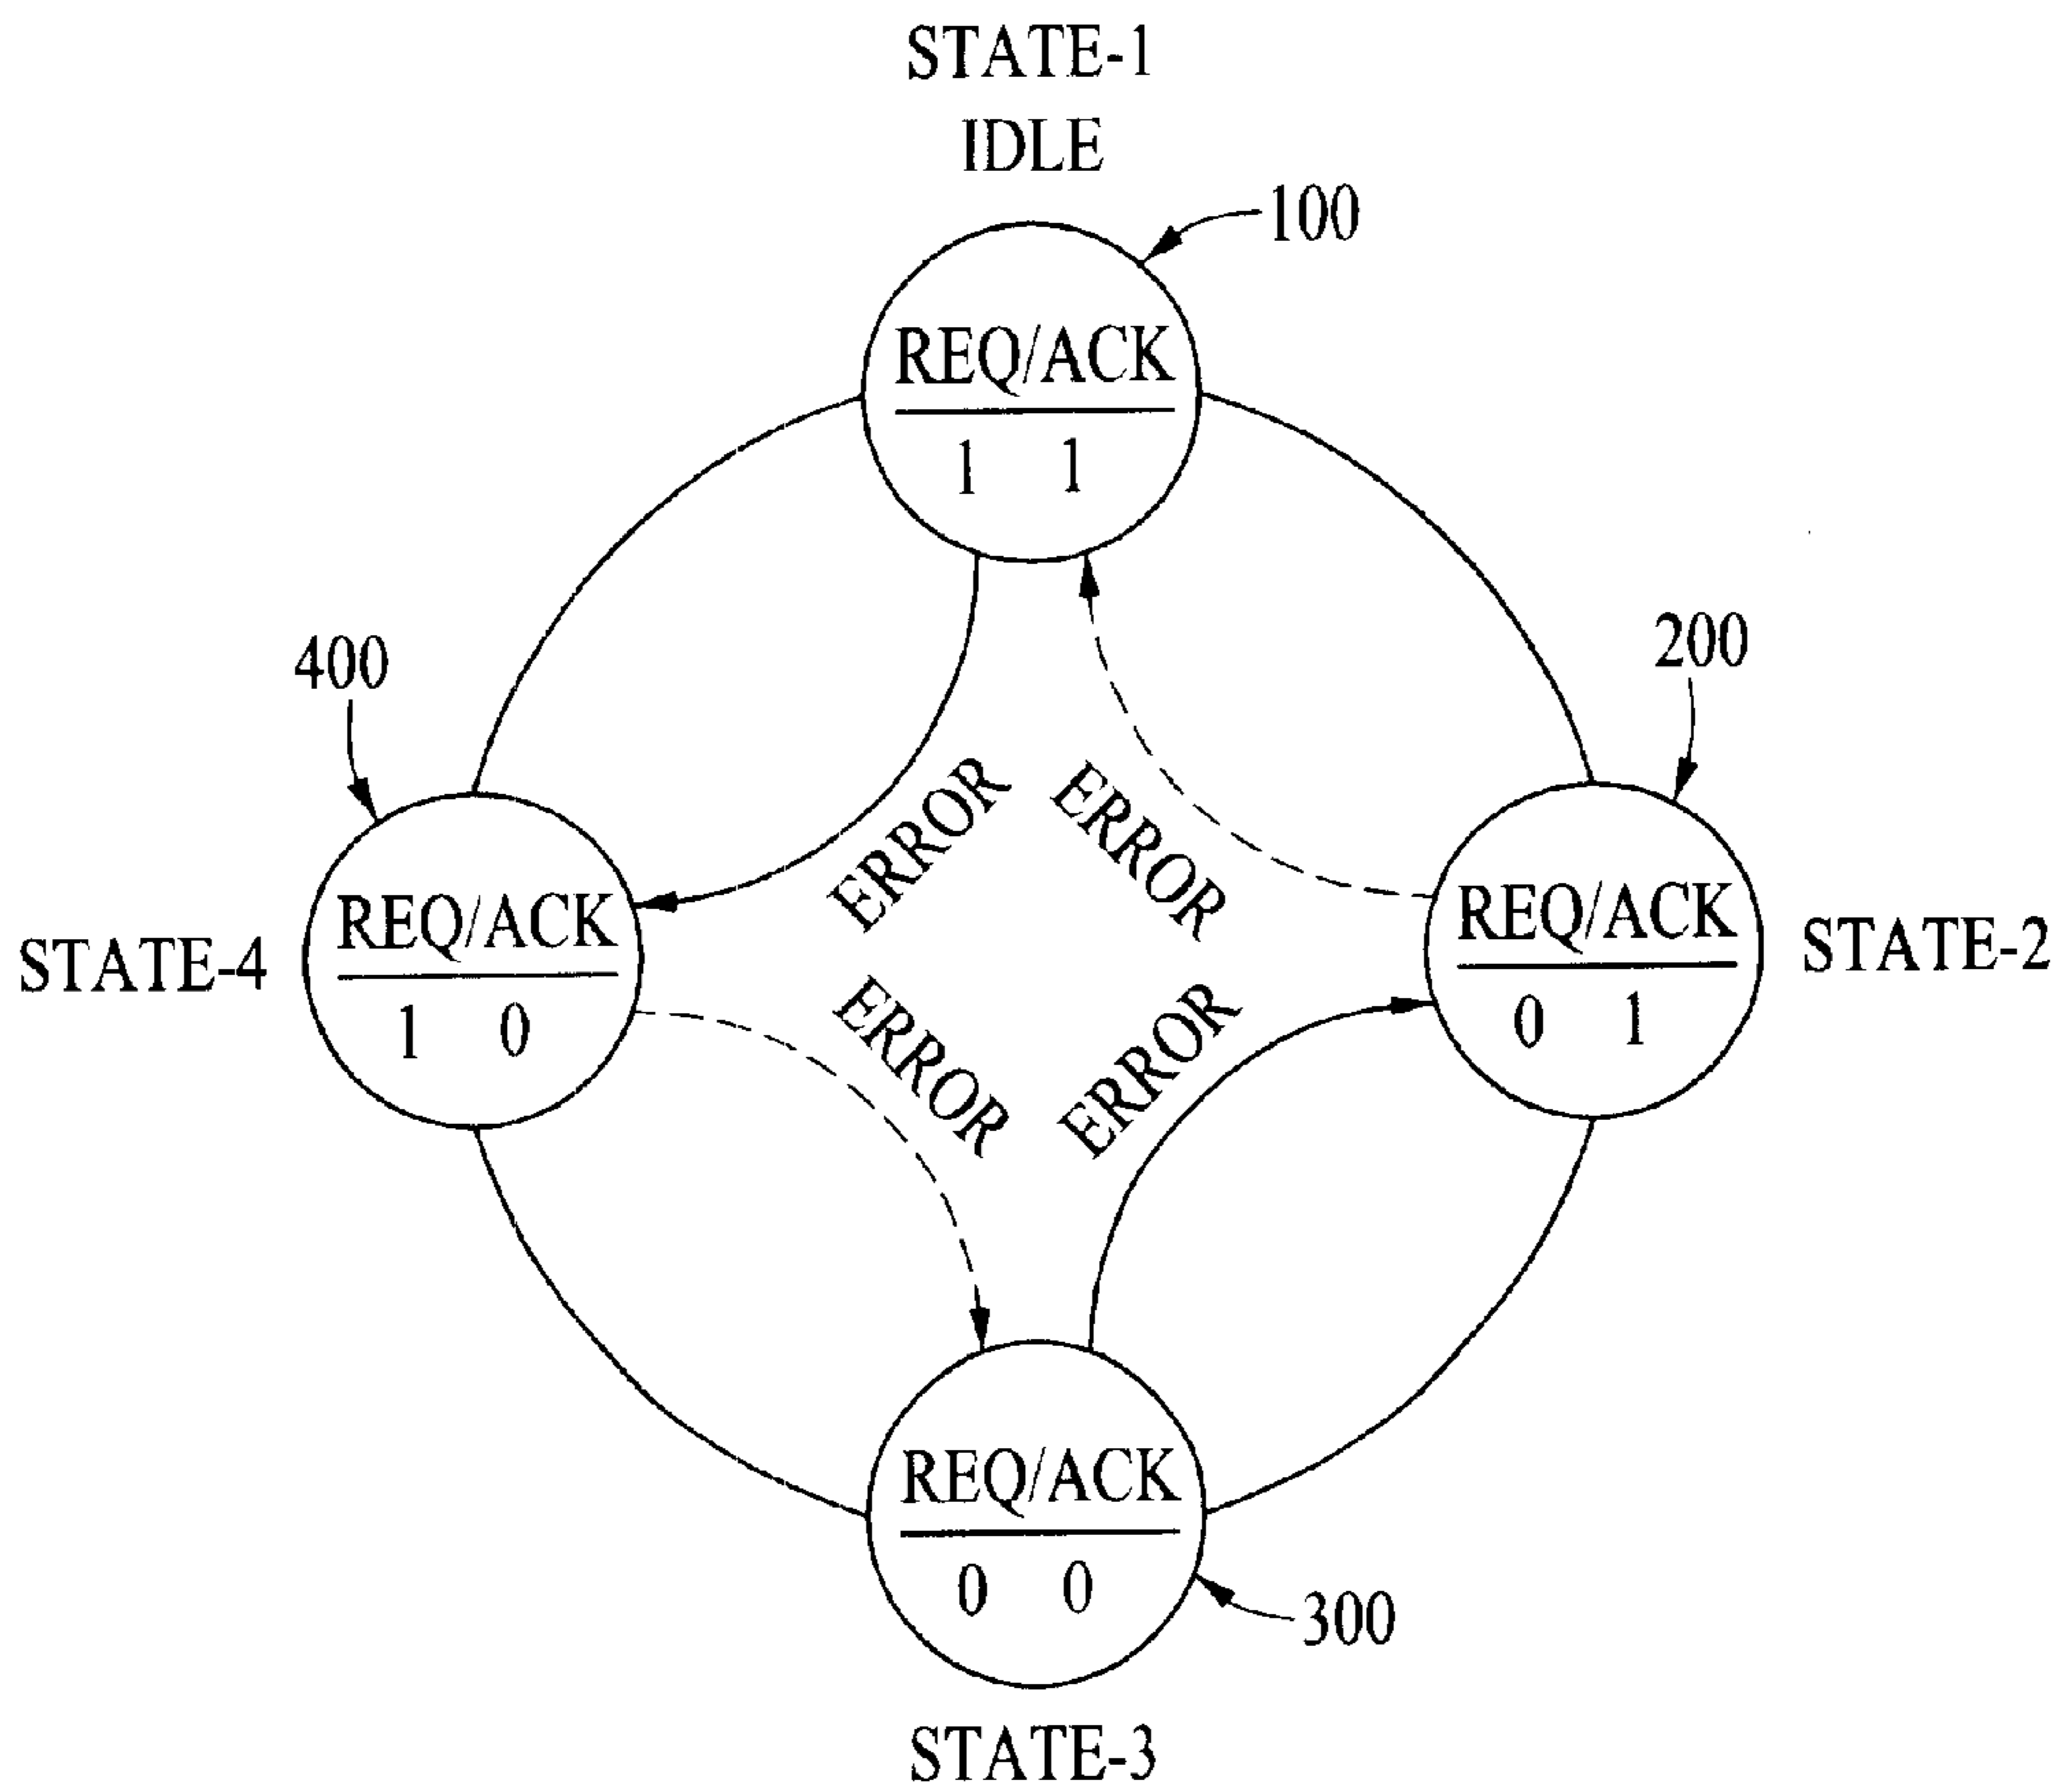 STATE-1
IDLE
100
REQ/ACK
1 1
400
200
ERROR
ERROR
STATE-4
REQ/ACK
1 0
REQ/ACK
0 1
STATE-2
ERROR
ERROR
REQ/ACK
0 0
300
STATE-3